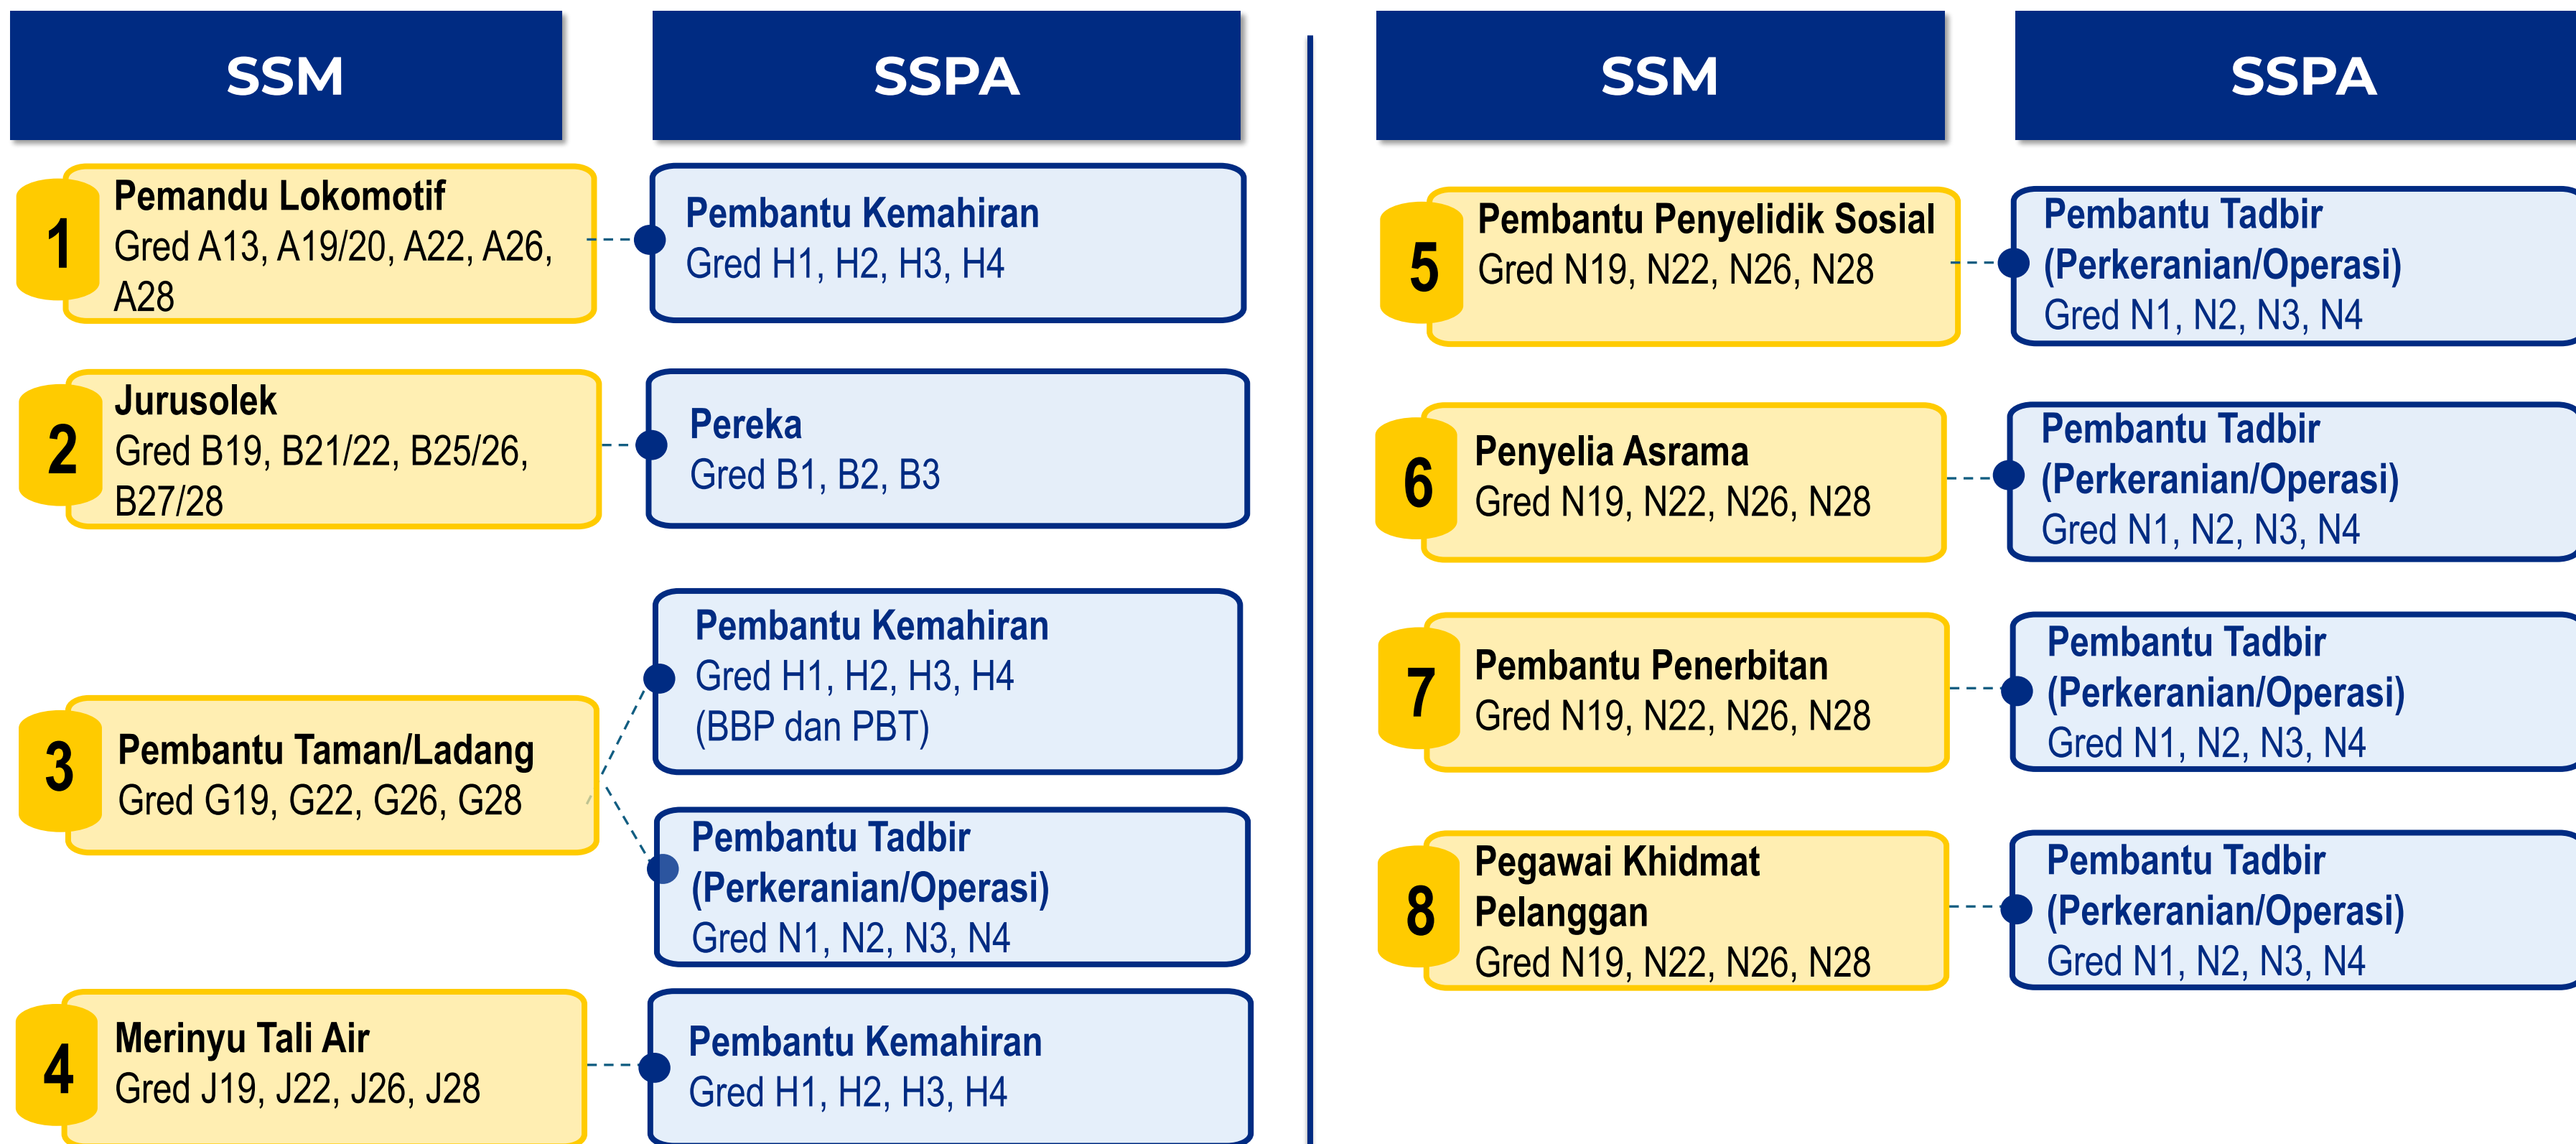 SSM
SSPA
1
Pemandu Lokomotif
Gred A13, A19/20, A22, A26,
A28
Pembantu Kemahiran
Gred H1, H2, H3, H4
2
Jurusolek
Gred B19, B21/22, B25/26,
B27/28
Pereka
Gred B1, B2, B3
3
Pembantu Taman/Ladang
Gred G19, G22, G26, G28
Pembantu Kemahiran
Gred H1, H2, H3, H4
(BBP dan PBT)
Pembantu Tadbir
(Perkeranian/Operasi)
Gred N1, N2, N3, N4
4
Merinyu Tali Air
Gred J19, J22, J26, J28
Pembantu Kemahiran
Gred H1, H2, H3, H4
SSM
SSPA
5
Pembantu Penyelidik Sosial
Gred N19, N22, N26, N28
Pembantu Tadbir
(Perkeranian/Operasi)
Gred N1, N2, N3, N4
6
Penyelia Asrama
Gred N19, N22, N26, N28
Pembantu Tadbir
(Perkeranian/Operasi)
Gred N1, N2, N3, N4
7
Pembantu Penerbitan
Gred N19, N22, N26, N28
Pembantu Tadbir
(Perkeranian/Operasi)
Gred N1, N2, N3, N4
8
Pegawai Khidmat
Pelanggan
Gred N19, N22, N26, N28
Pembantu Tadbir
(Perkeranian/Operasi)
Gred N1, N2, N3, N4